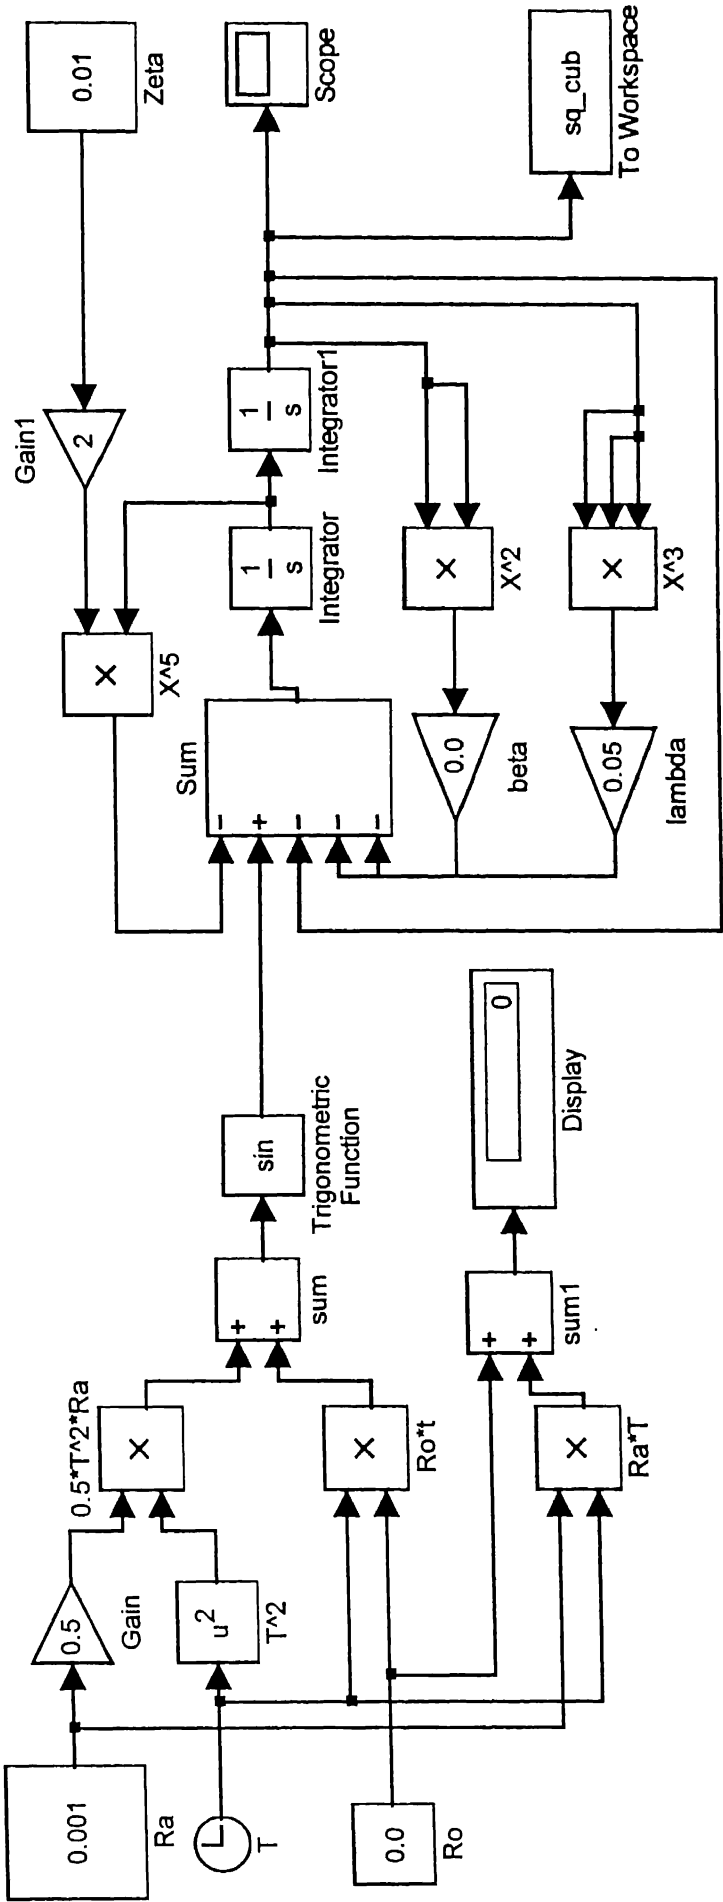 0.01
Zeta
Gain1
2
×
X^5
Scope
1
s
Integrator1
1
s
Integrator
Sum
−
+
−
−
−
sq_cub
To Workspace
×
X^2
0.0
beta
×
X^3
0.05
lambda
sin
Trigonometric
Function
0
Display
+
+
sum
+
+
sum1
0.5*T^2*Ra
×
×
Ro*t
×
Ra*T
0.5
Gain
u²
T^2
0.001
Ra
T
0.0
Ro